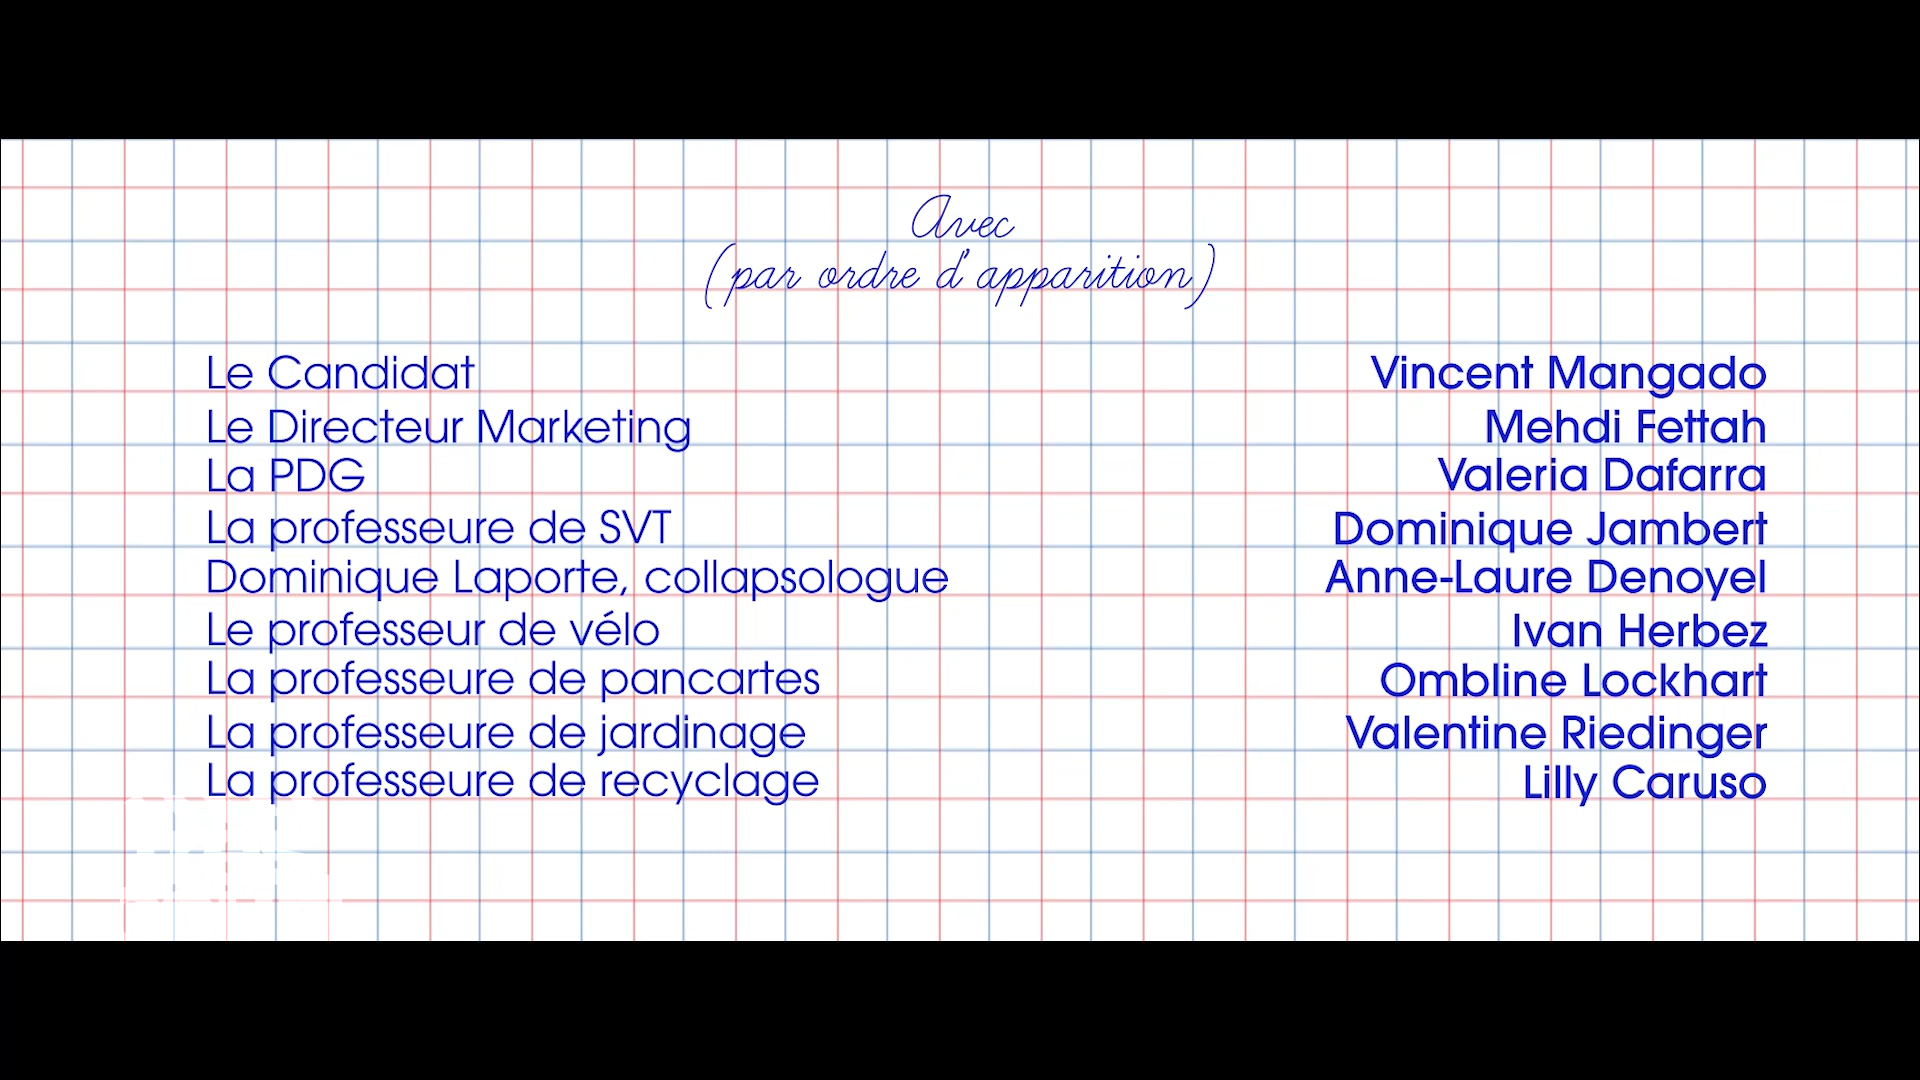 Avec
(par ordre d'apparition)
Le Candidat Vincent Mangado
Le Directeur Marketing Mehdi Fettah
La PDG Valeria Dafarra
La professeure de SVT Dominique Jambert
Dominique Laporte, collapsologue Anne-Laure Denoyel
Le professeur de vélo Ivan Herbez
La professeure de pancartes Ombline Lockhart
La professeure de jardinage Valentine Riedinger
La professeure de recyclage Lilly Caruso